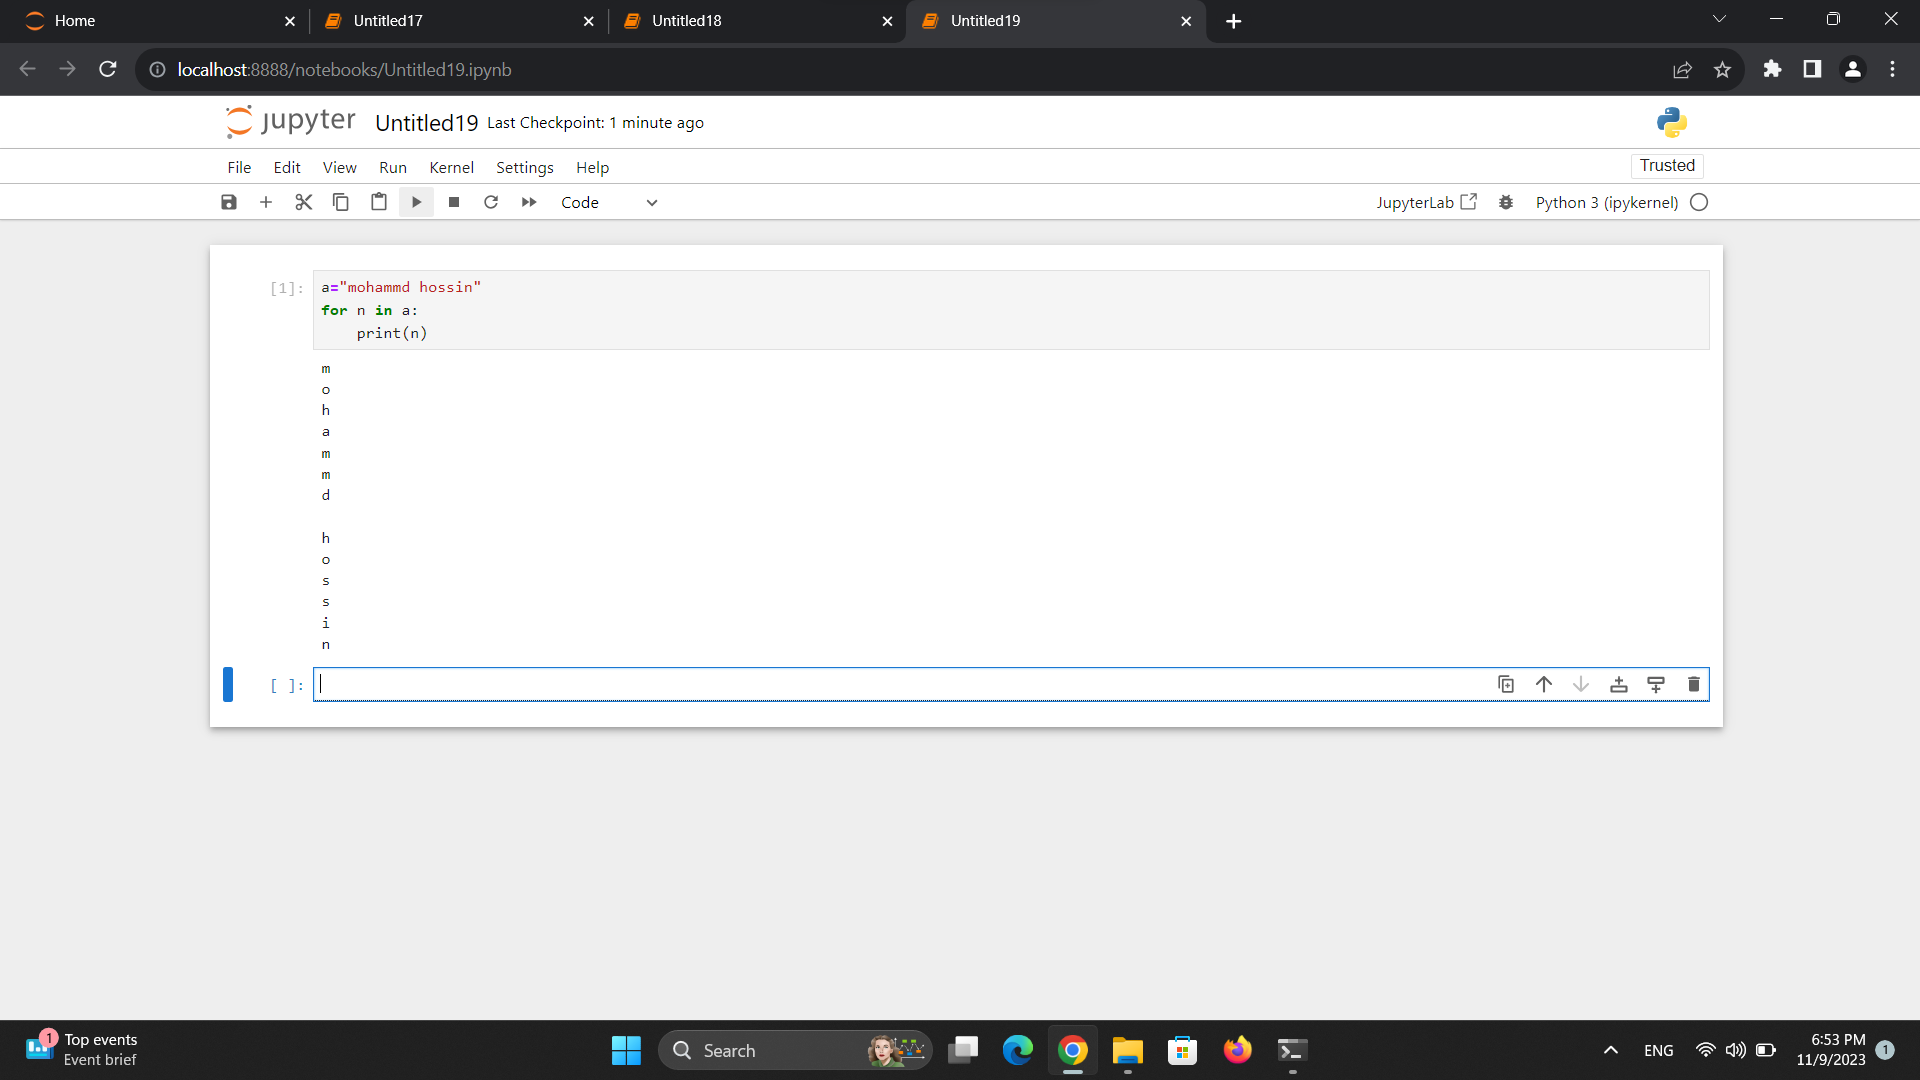 Home
Untitled17
Untitled18
Untitled19
localhost:8888/notebooks/Untitled19.ipynb
jupyter Untitled19 Last Checkpoint: 1 minute ago
File Edit View Run Kernel Settings Help
Trusted
Code
JupyterLab
Python 3 (ipykernel)
[1]:
a="mohammd hossin"
for n in a:
    print(n)
m
o
h
a
m
m
d

h
o
s
s
i
n
[ ]:
1
Top events
Event brief
Search
ENG
6:53 PM
11/9/2023
1